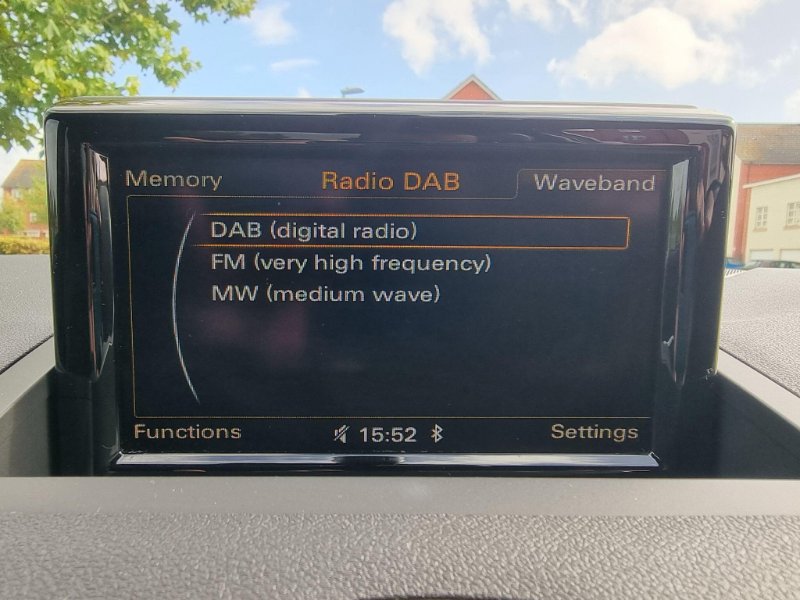 Memory Radio DAB Waveband
DAB (digital radio)
FM (very high frequency)
MW (medium wave)
Functions 15:52 Settings